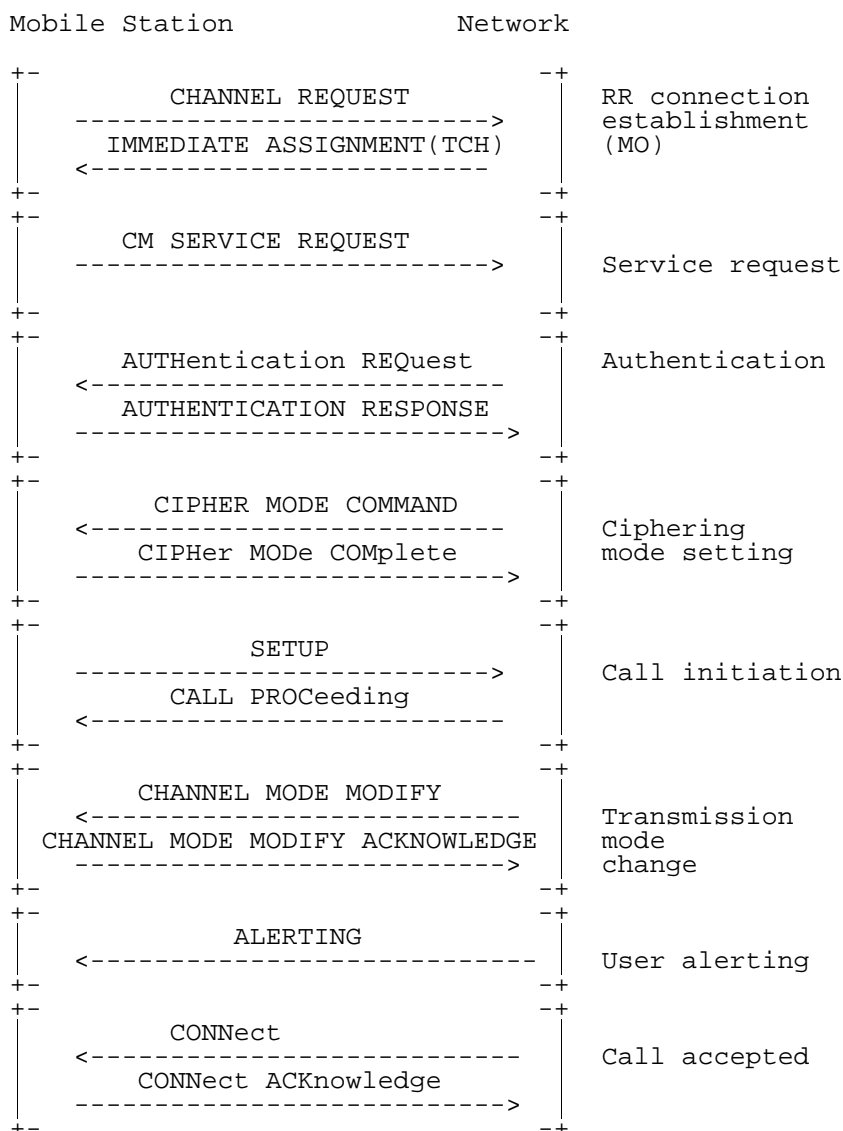 Mobile Station Network
+- -+
CHANNEL REQUEST RR connection
--------------------------> establishment
IMMEDIATE ASSIGNMENT(TCH) (MO)
<-------------------------
+- -+
+- -+
CM SERVICE REQUEST
--------------------------> Service request
+- -+
+- -+
AUTHentication REQuest Authentication
<--------------------------
AUTHENTICATION RESPONSE
--------------------------->
+- -+
+- -+
CIPHER MODE COMMAND
<-------------------------- Ciphering
CIPHer MODe COMplete mode setting
--------------------------->
+- -+
+- -+
SETUP
--------------------------> Call initiation
CALL PROCeeding
<--------------------------
+- -+
+- -+
CHANNEL MODE MODIFY
<--------------------------- Transmission
CHANNEL MODE MODIFY ACKNOWLEDGE mode
---------------------------> change
+- -+
+- -+
ALERTING
<---------------------------- User alerting
+- -+
+- -+
CONNect
<--------------------------- Call accepted
CONNect ACKnowledge
--------------------------->
+- -+